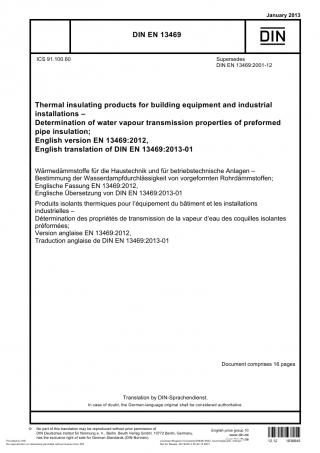 January 2013
DIN EN 13469
DIN
ICS 91.100.60
Supersedes
DIN EN 13469:2001-12
Thermal insulating products for building equipment and industrial
installations –
Determination of water vapour transmission properties of preformed
pipe insulation;
English version EN 13469:2012,
English translation of DIN EN 13469:2013-01
Wärmedämmstoffe für die Haustechnik und für betriebstechnische Anlagen –
Bestimmung der Wasserdampfdurchlässigkeit von vorgeformten Rohrdämmstoffen;
Englische Fassung EN 13469:2012,
Englische Übersetzung von DIN EN 13469:2013-01
Produits isolants thermiques pour l'équipement du bâtiment et les installations
industrielles –
Détermination des propriétés de transmission de la vapeur d'eau des coquilles isolantes
préformées;
Version anglaise EN 13469:2012,
Traduction anglaise de DIN EN 13469:2013-01
Document comprises 16 pages
Translation by DIN-Sprachendienst.
In case of doubt, the German-language original shall be considered authoritative.
© No part of this translation may be reproduced without prior permission of
DIN Deutsches Institut für Normung e. V., Berlin. Beuth Verlag GmbH, 10772 Berlin, Germany,
has the exclusive right of sale for German Standards (DIN-Normen).
English price group 10
www.din.de
12.12